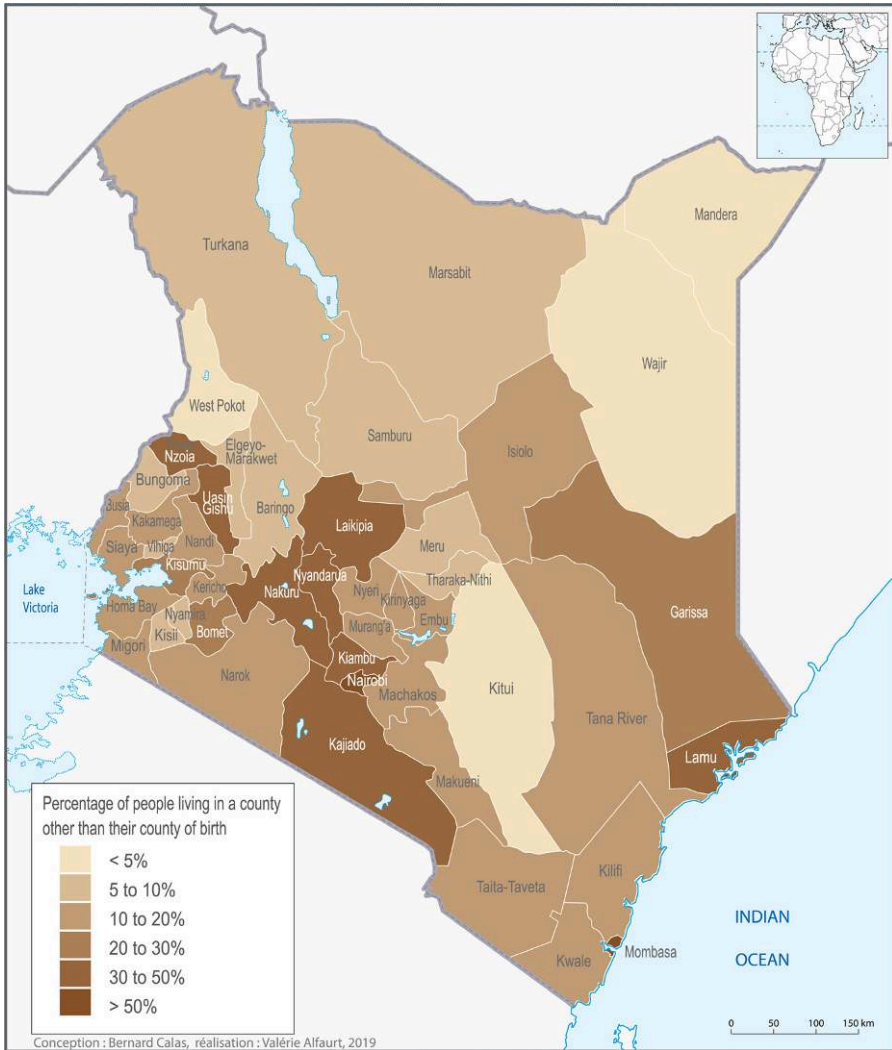 Mandera
Turkana
Marsabit
Wajir
West Pokot
Samburu
Elgeyo-
Marakwet
Nzoia
Isiolo
Bungoma
Uasin
Gishu
Baringo
Busia
Kakamega
Laikipia
Meru
Siaya
Vihiga
Nandi
Kisumu
Nyandarua
Tharaka-Nithi
Lake
Victoria
Kericho
Nakuru
Nyeri
Kirinyaga
Garissa
Homa Bay
Nyamira
Embu
Murang'a
Kisii
Bomet
Migori
Kiambu
Narok
Nairobi
Kitui
Machakos
Tana River
Kajiado
Lamu
Makueni
Percentage of people living in a county
other than their county of birth
< 5%
5 to 10%
10 to 20%
20 to 30%
30 to 50%
> 50%
Taita-Taveta
Kilifi
INDIAN
OCEAN
Mombasa
Kwale
0 50 100 150 km
Conception : Bernard Calas, réalisation : Valérie Alfaurt, 2019